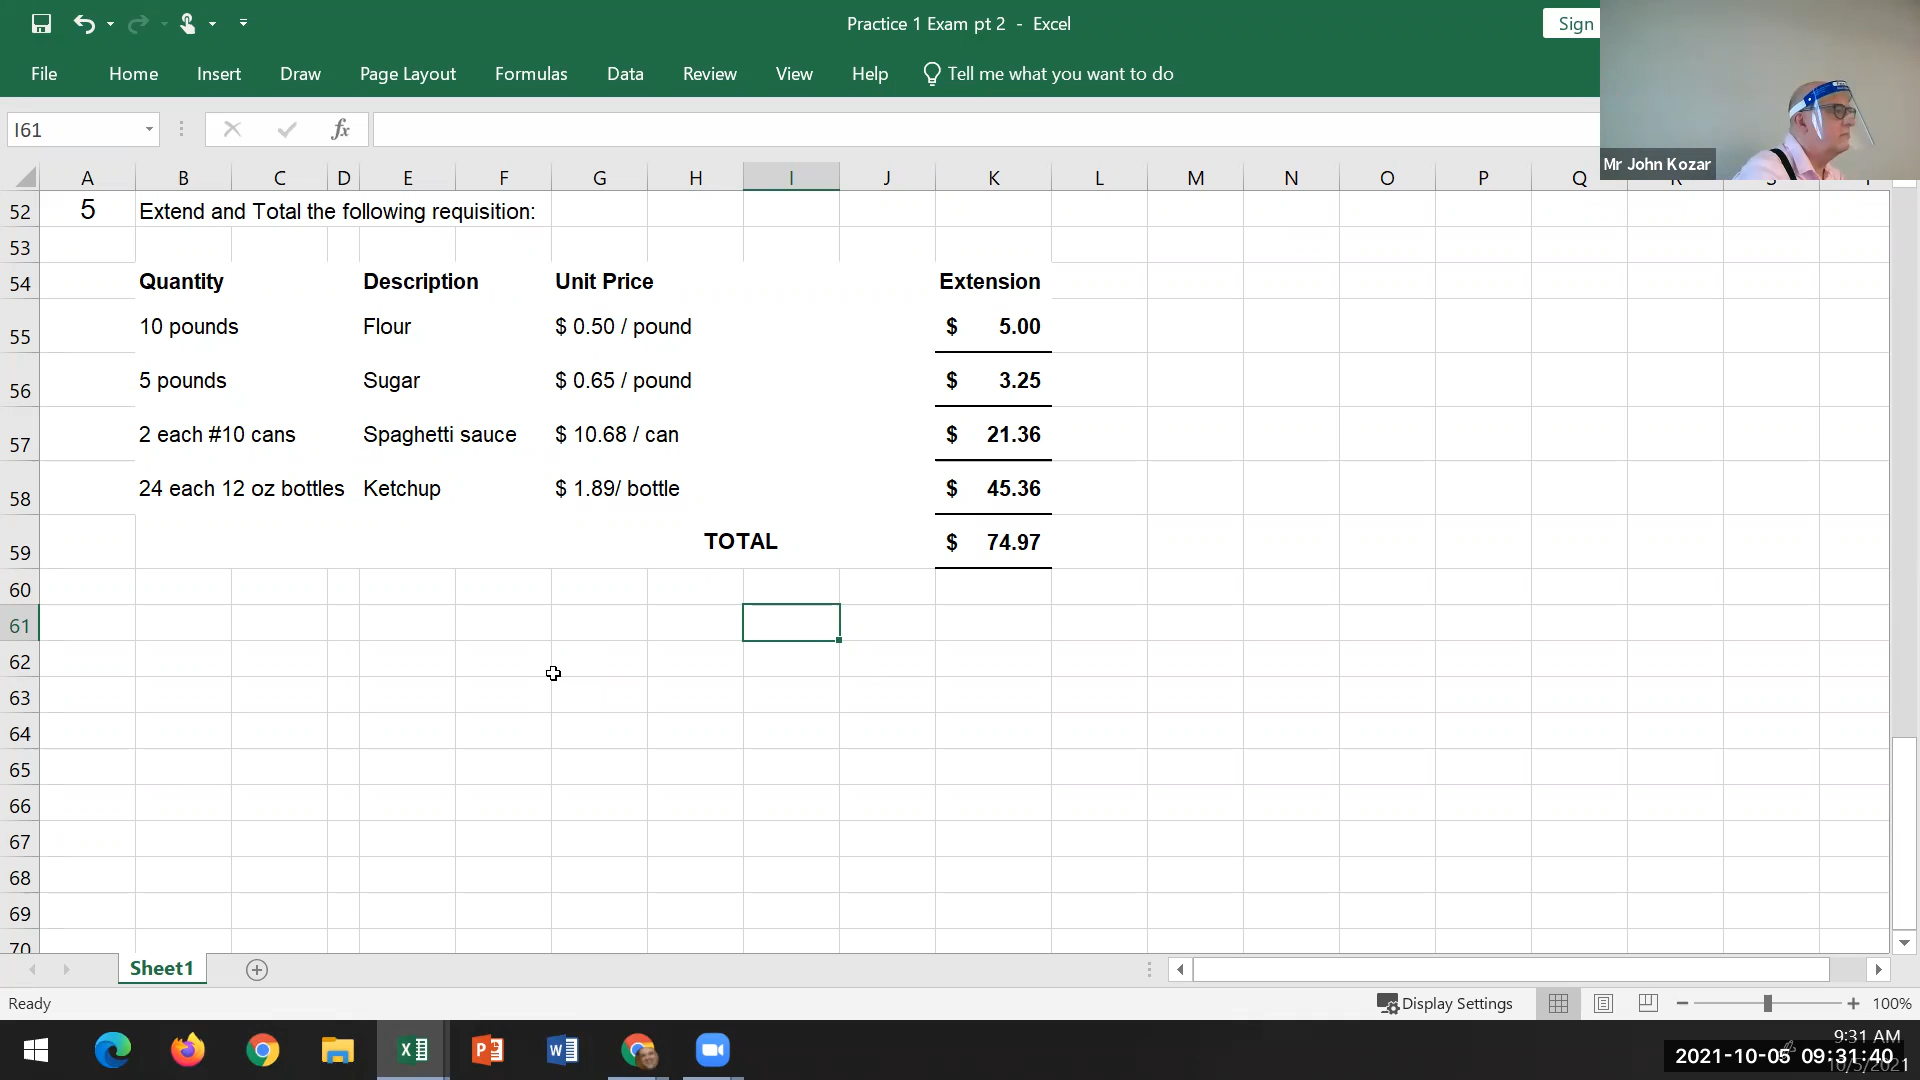 Practice 1 Exam pt 2 - Excel
Sign
File Home Insert Draw Page Layout Formulas Data Review View Help Tell me what you want to do
I61 fx
Mr John Kozar
A B C D E F G H I J K L M N O P Q
52 5 Extend and Total the following requisition:
53
54 Quantity Description Unit Price Extension
55 10 pounds Flour $ 0.50 / pound $ 5.00
56 5 pounds Sugar $ 0.65 / pound $ 3.25
57 2 each #10 cans Spaghetti sauce $ 10.68 / can $ 21.36
58 24 each 12 oz bottles Ketchup $ 1.89/ bottle $ 45.36
59 TOTAL $ 74.97
60
61
62
63
64
65
66
67
68
69
70
Sheet1
Ready Display Settings 100%
9:31 AM
2021-10-05 09:31:40